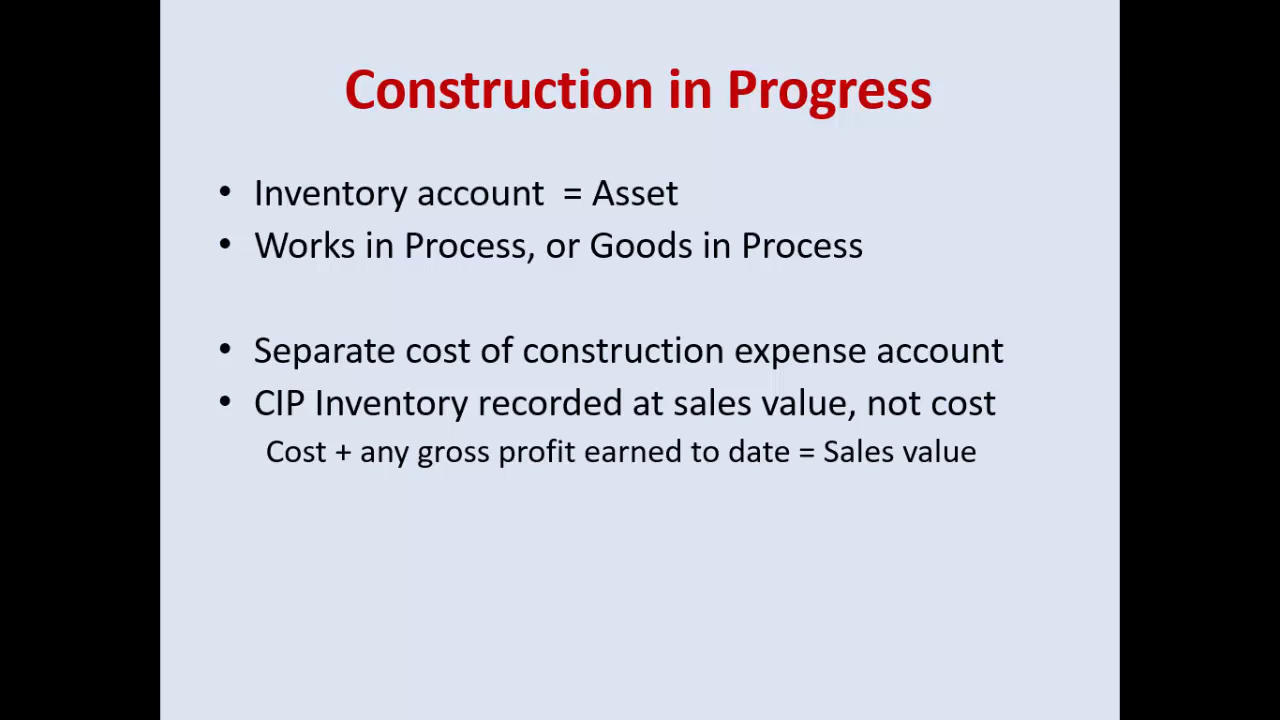 Construction in Progress
• Inventory account  = Asset
• Works in Process, or Goods in Process
• Separate cost of construction expense account
• CIP Inventory recorded at sales value, not cost
Cost + any gross profit earned to date = Sales value